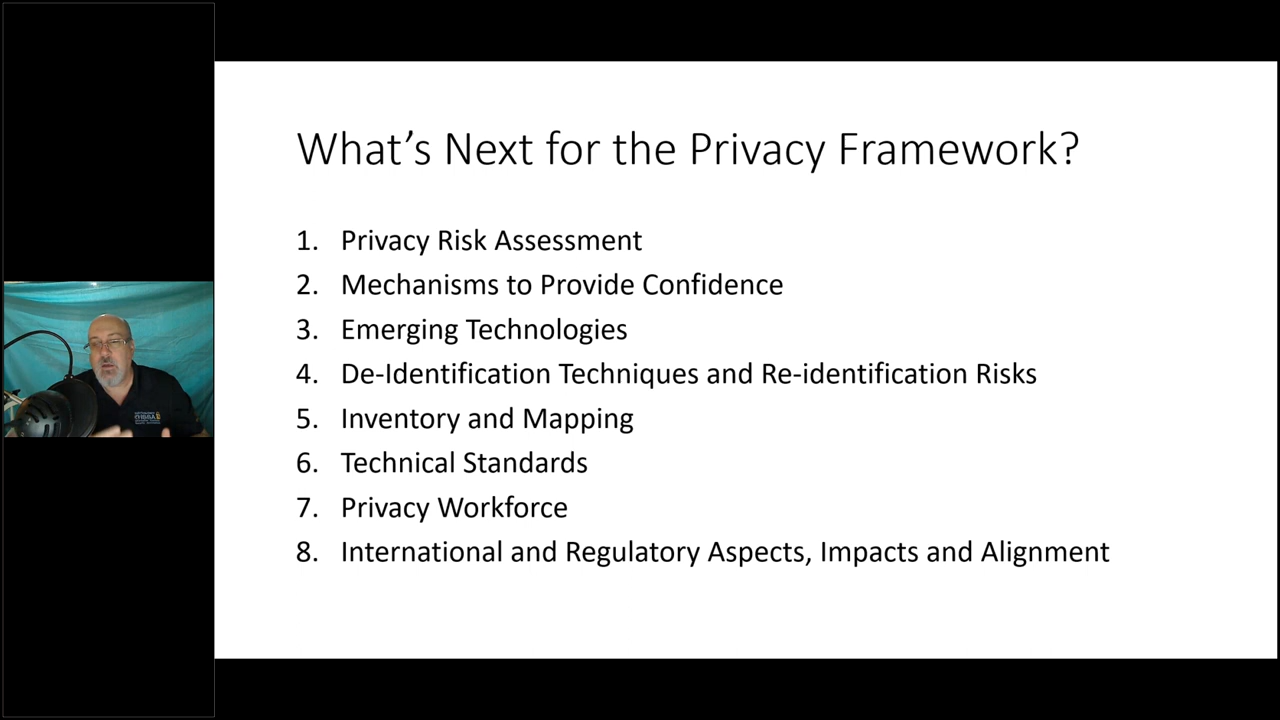 What's Next for the Privacy Framework?
1. Privacy Risk Assessment
2. Mechanisms to Provide Confidence
3. Emerging Technologies
4. De-Identification Techniques and Re-identification Risks
5. Inventory and Mapping
6. Technical Standards
7. Privacy Workforce
8. International and Regulatory Aspects, Impacts and Alignment